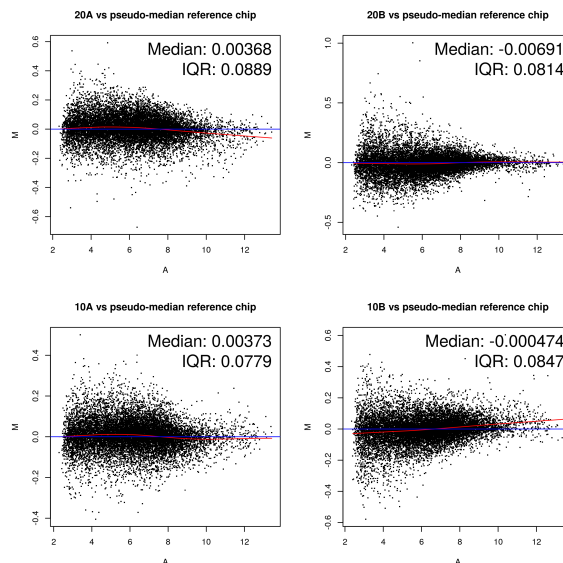 20A vs pseudo-median reference chip
Median: 0.00368
IQR: 0.0889
M
0.6
0.4
0.2
0.0
-0.2
-0.4
-0.6
2 4 6 8 10 12
A
20B vs pseudo-median reference chip
Median: -0.00691
IQR: 0.0814
M
1.0
0.5
0.0
-0.5
2 4 6 8 10 12
A
10A vs pseudo-median reference chip
Median: 0.00373
IQR: 0.0779
M
0.4
0.2
0.0
-0.2
-0.4
2 4 6 8 10 12
A
10B vs pseudo-median reference chip
Median: -0.000474
IQR: 0.0847
M
0.6
0.4
0.2
0.0
-0.2
-0.4
-0.6
2 4 6 8 10 12
A